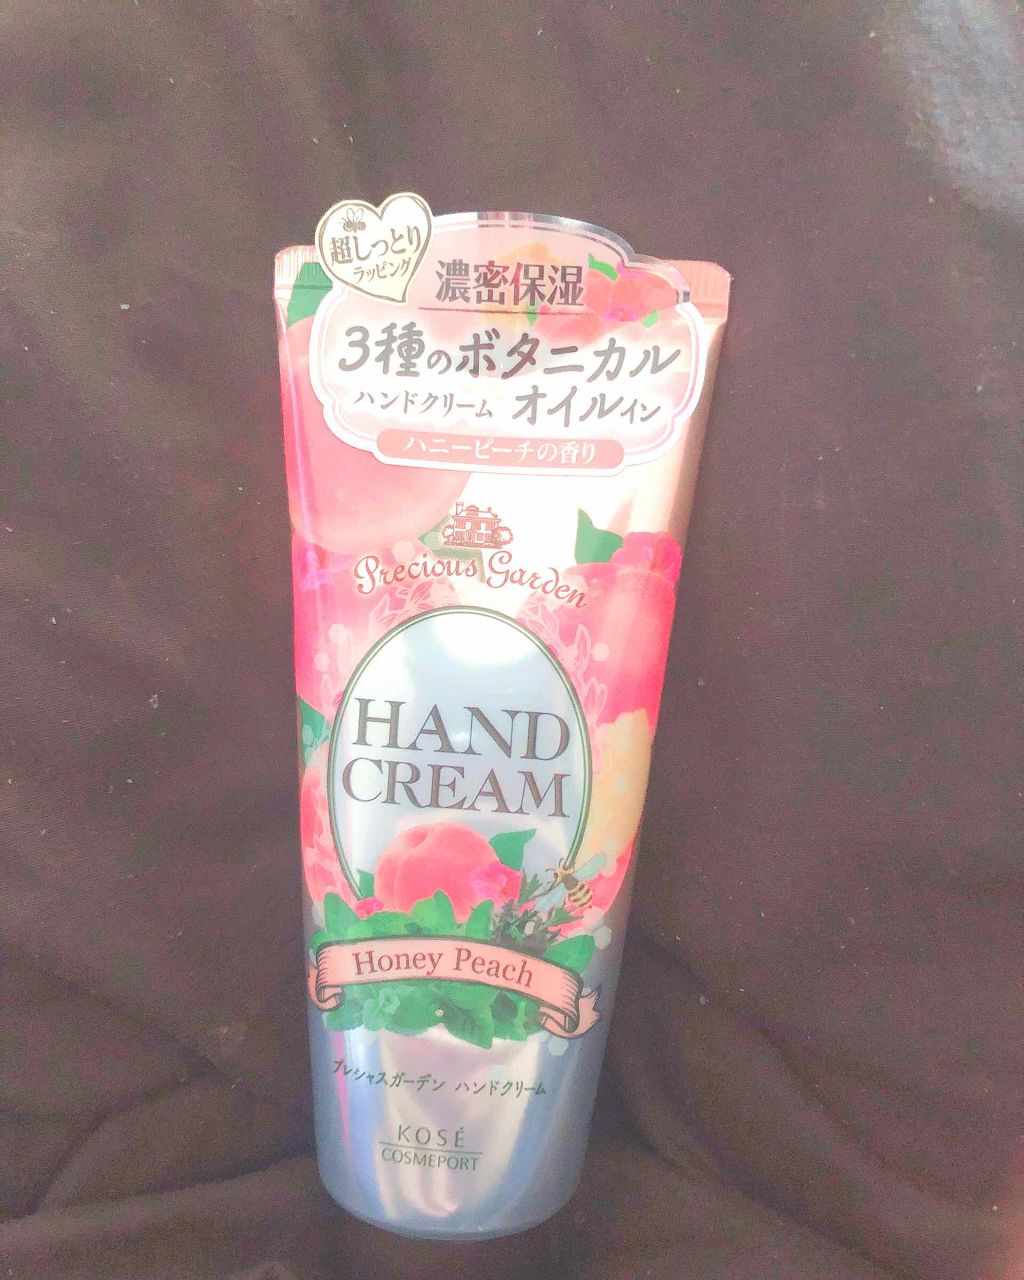 超しっとり
ラッピング
濃密保湿
3種のボタニカル
ハンドクリーム オイルイン
ハニーピーチの香り
Precious Garden
HAND
CREAM
Honey Peach
プレシャスガーデン ハンドクリーム
KOSÉ
COSMEPORT